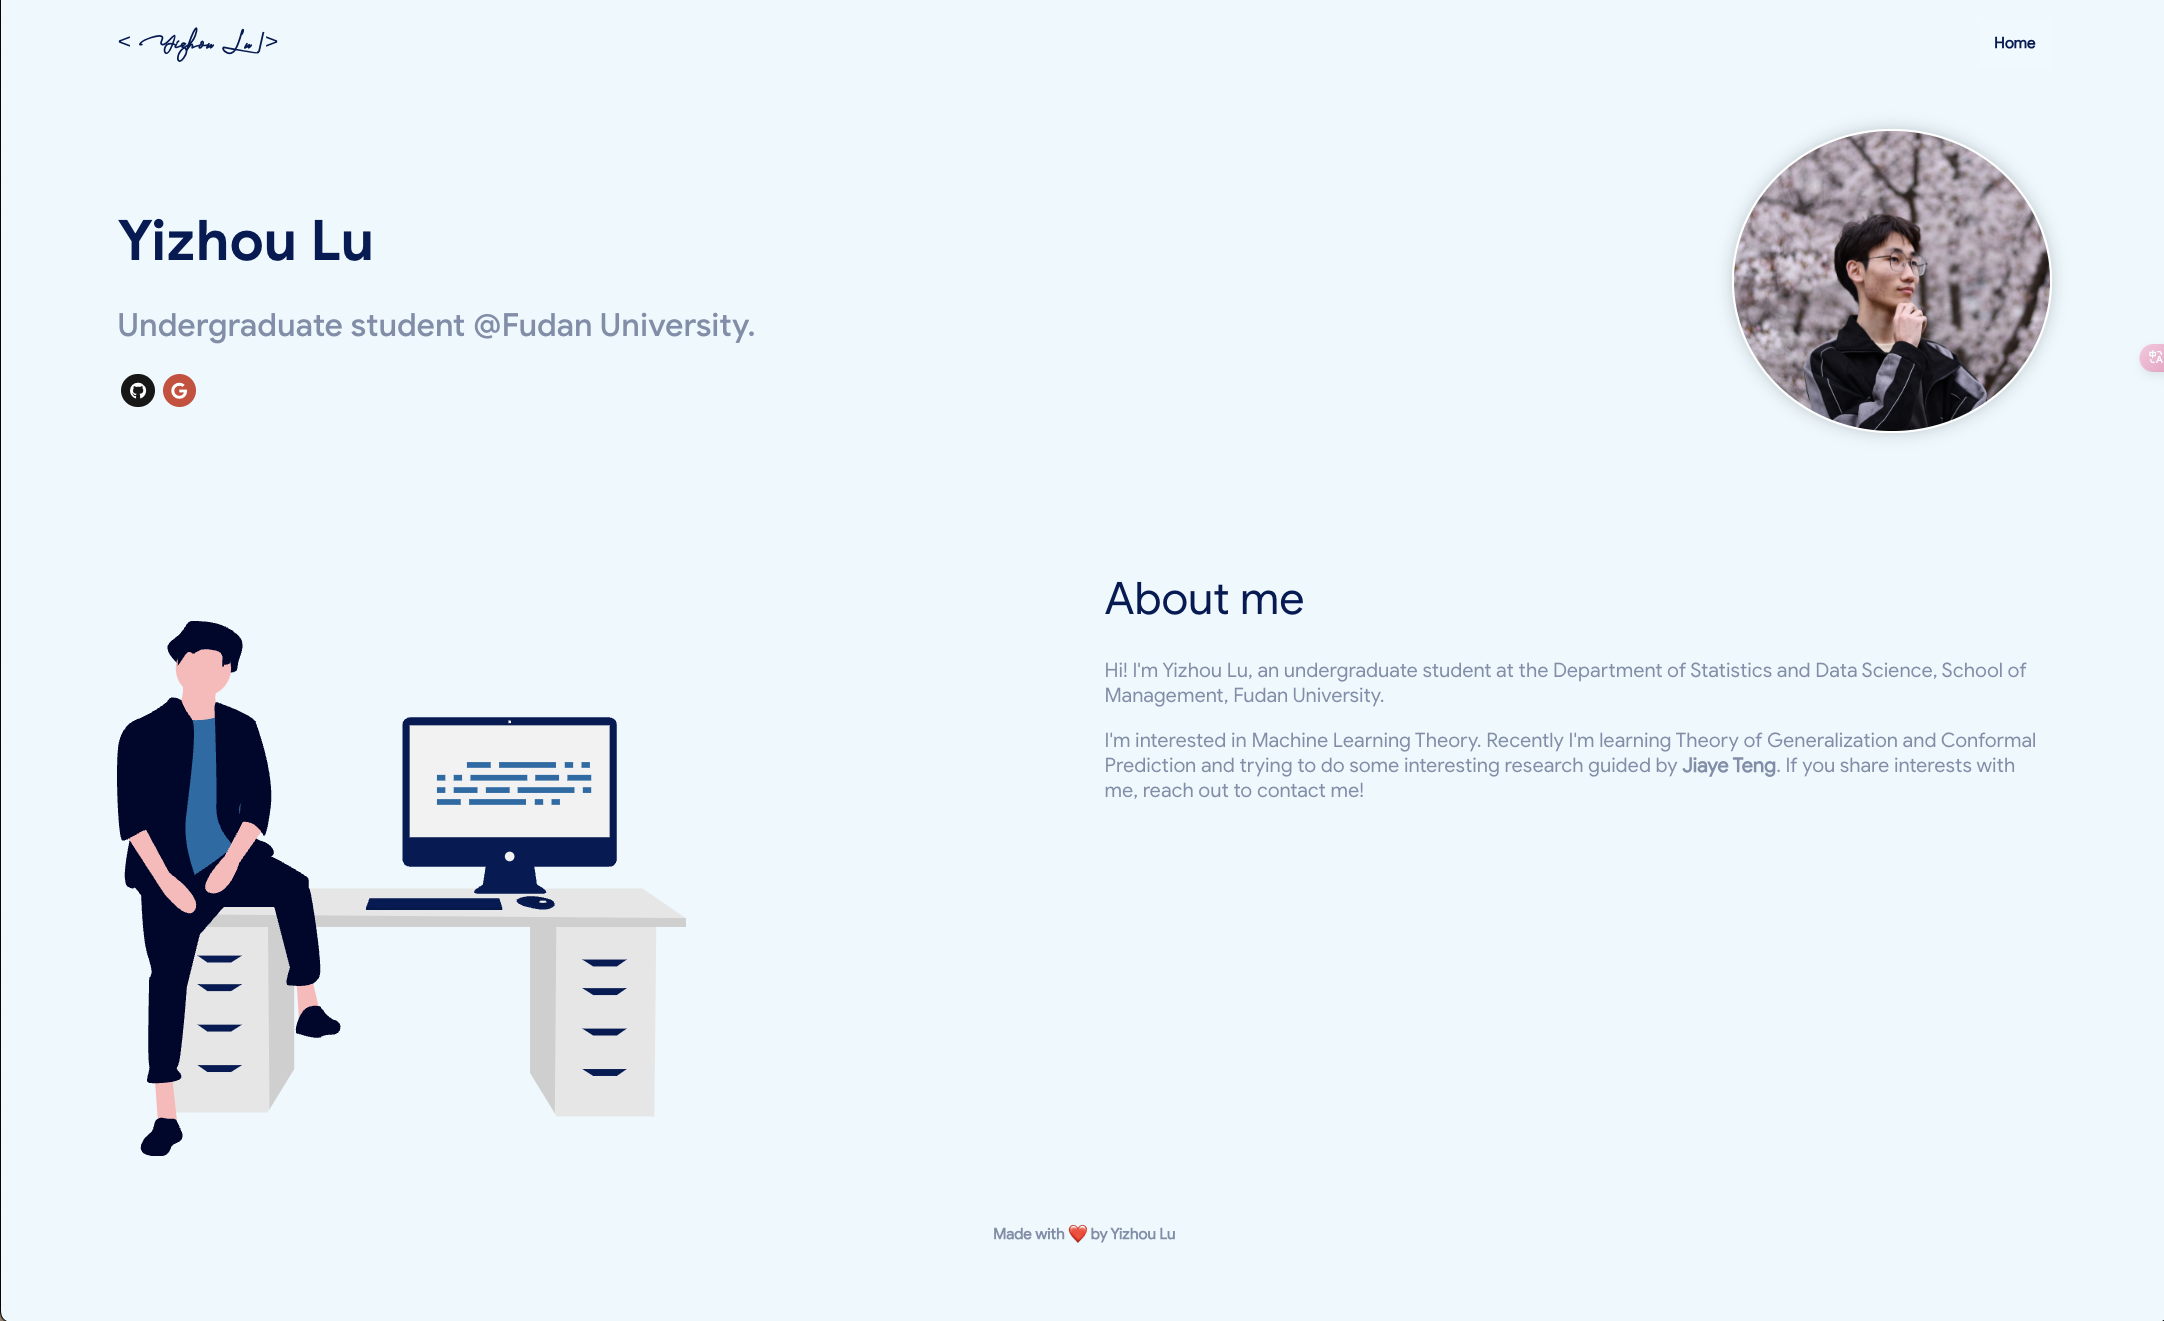 < Yizhou Lu />
Home
Yizhou Lu
Undergraduate student @Fudan University.
About me
Hi! I'm Yizhou Lu, an undergraduate student at the Department of Statistics and Data Science, School of
Management, Fudan University.
I'm interested in Machine Learning Theory. Recently I'm learning Theory of Generalization and Conformal
Prediction and trying to do some interesting research guided by Jiaye Teng. If you share interests with
me, reach out to contact me!
Made with ❤️ by Yizhou Lu